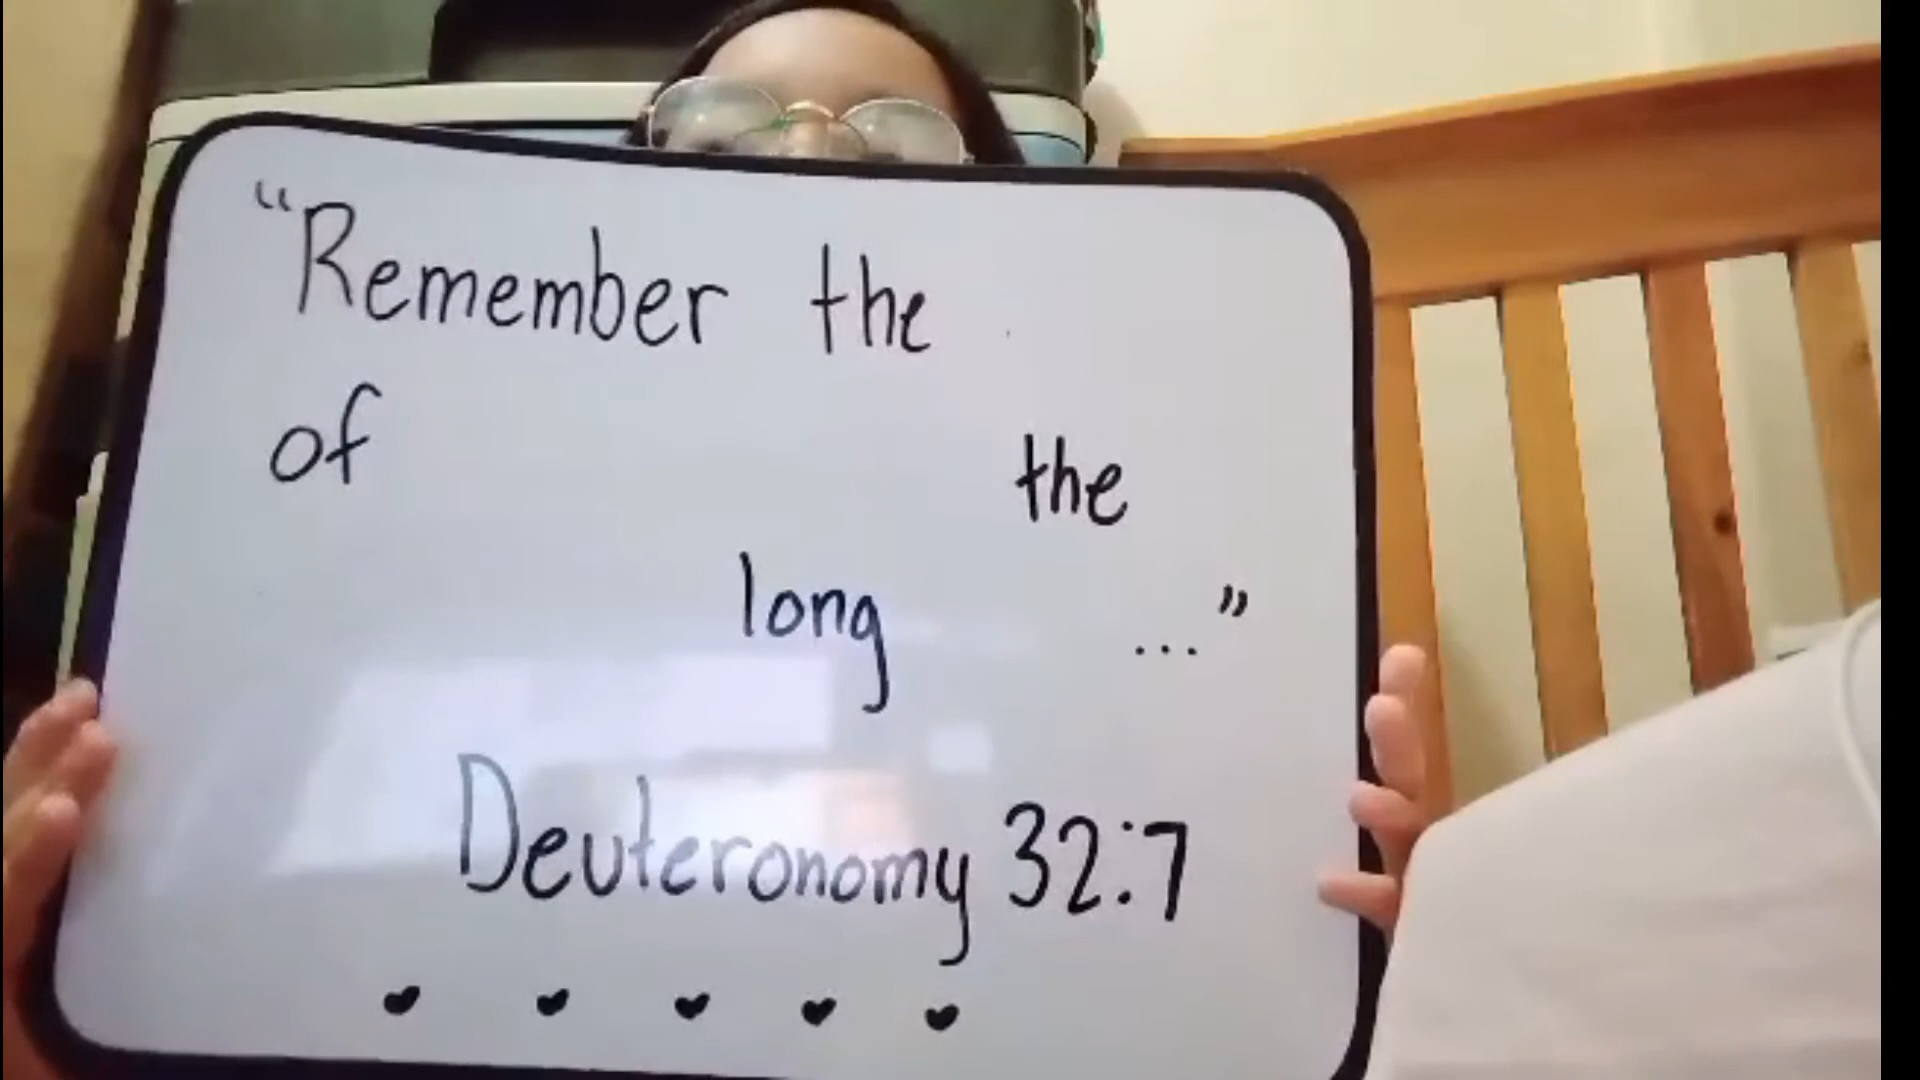 “Remember the
of the
long ...”
Deuteronomy 32:7